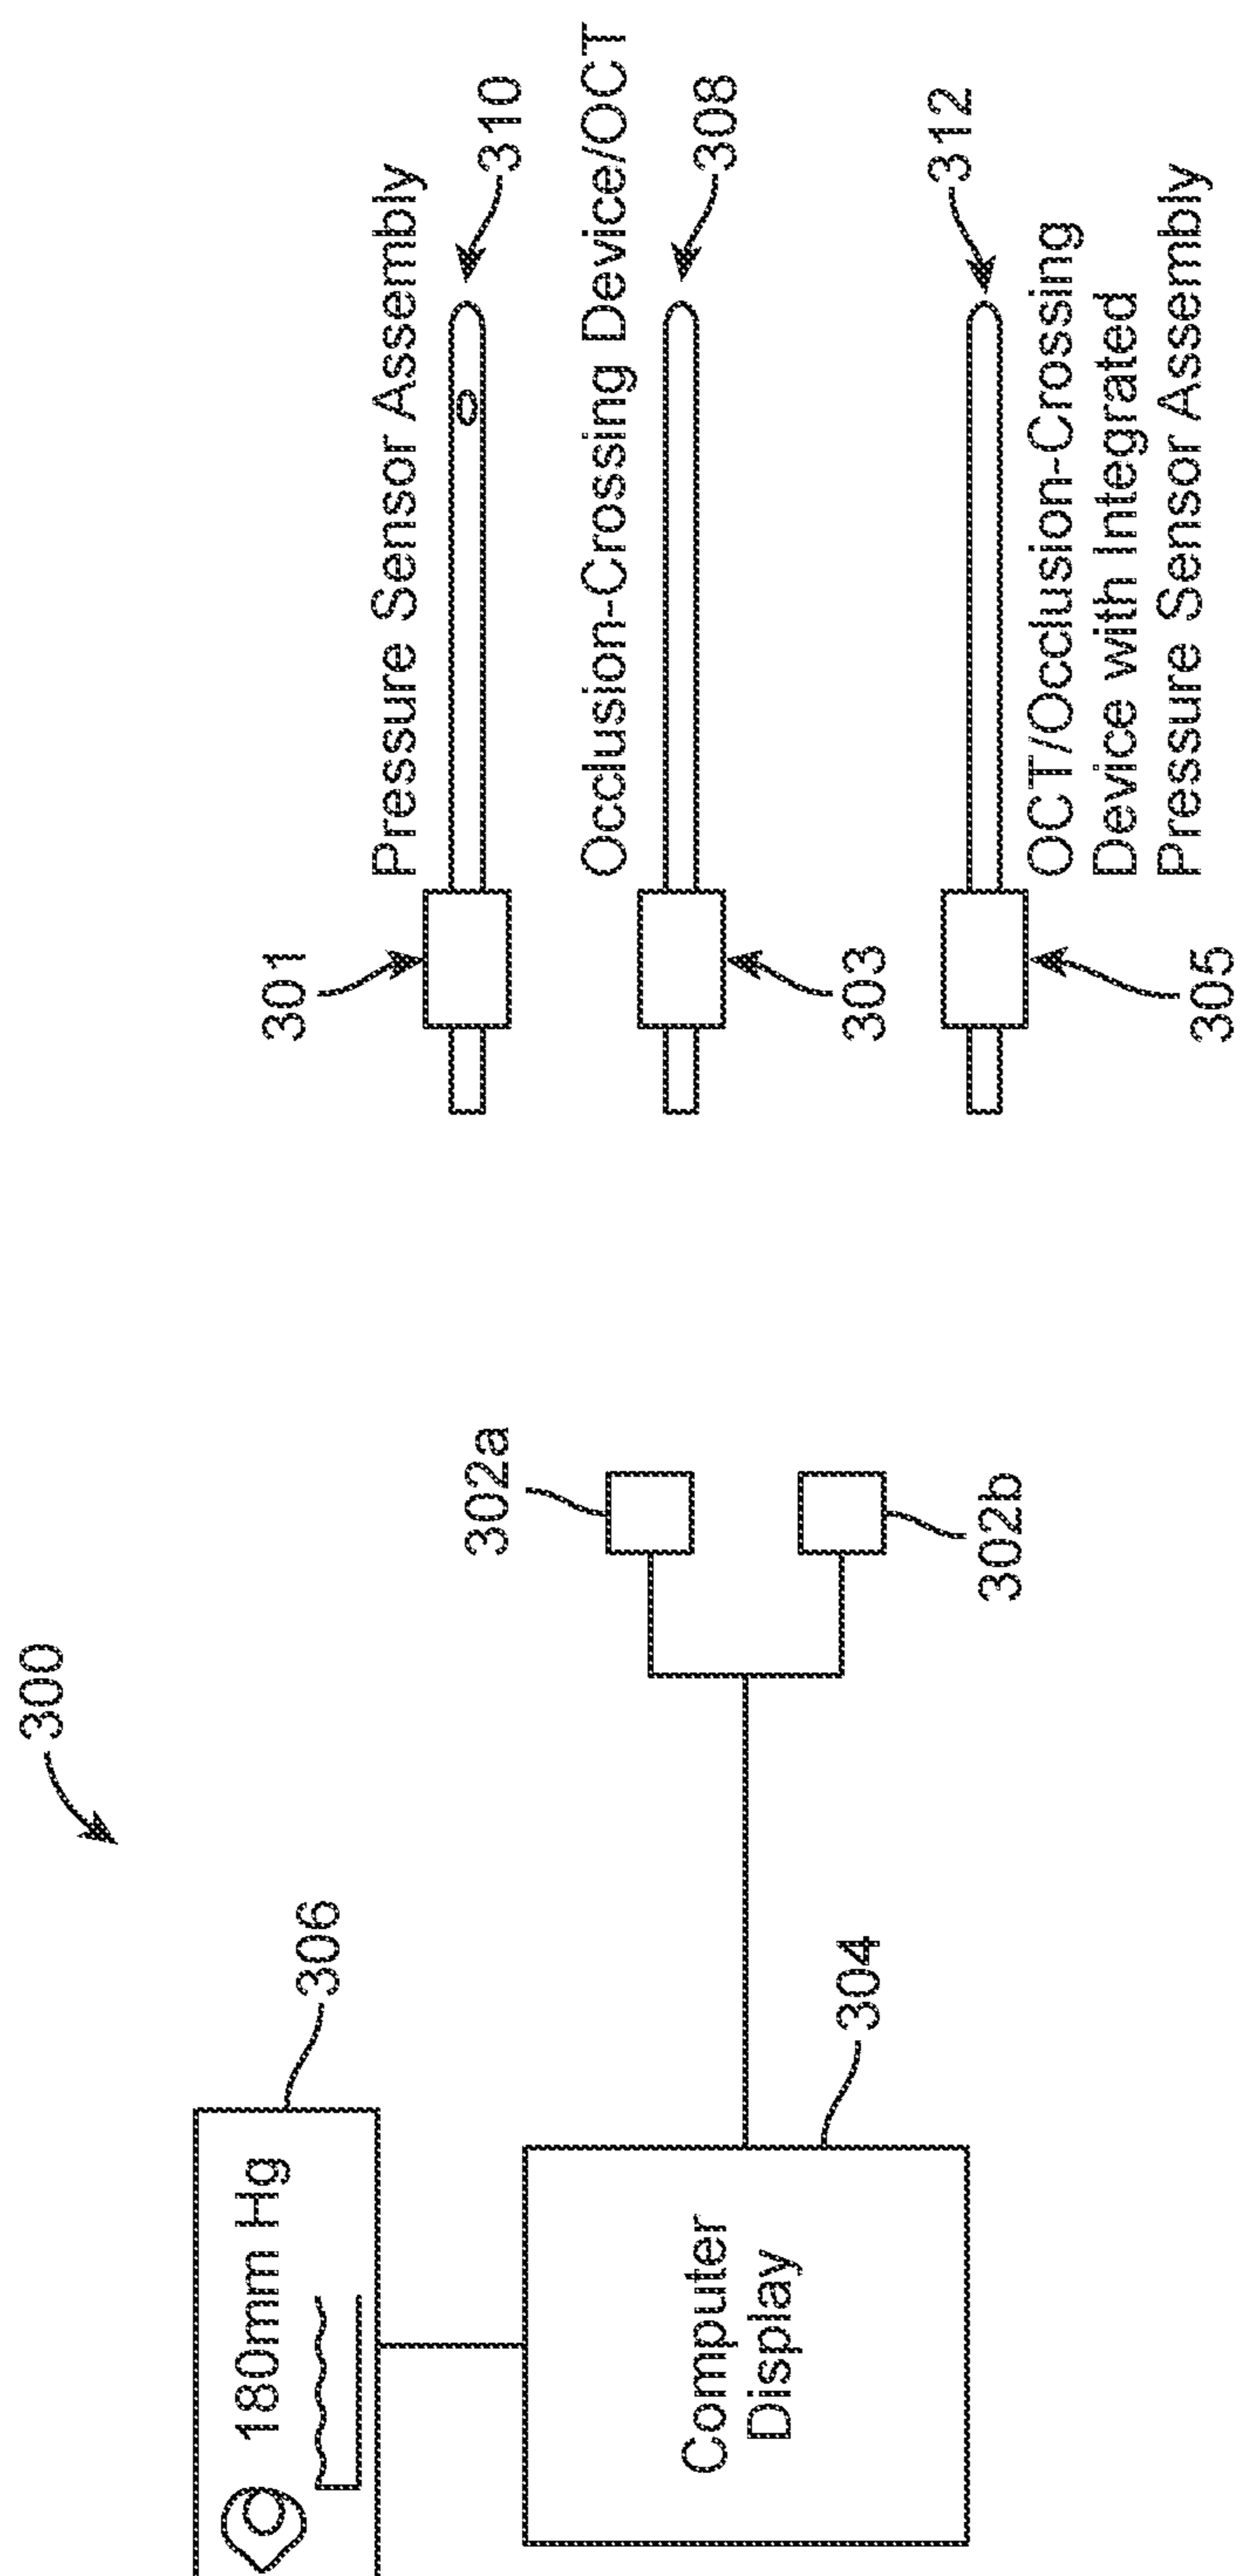 300
306
180mm Hg
304
Computer
Display
302a
302b
301
Pressure Sensor Assembly
310
Occlusion-Crossing Device/OCT
308
303
312
OCT/Occlusion-Crossing
Device with Integrated
Pressure Sensor Assembly
305